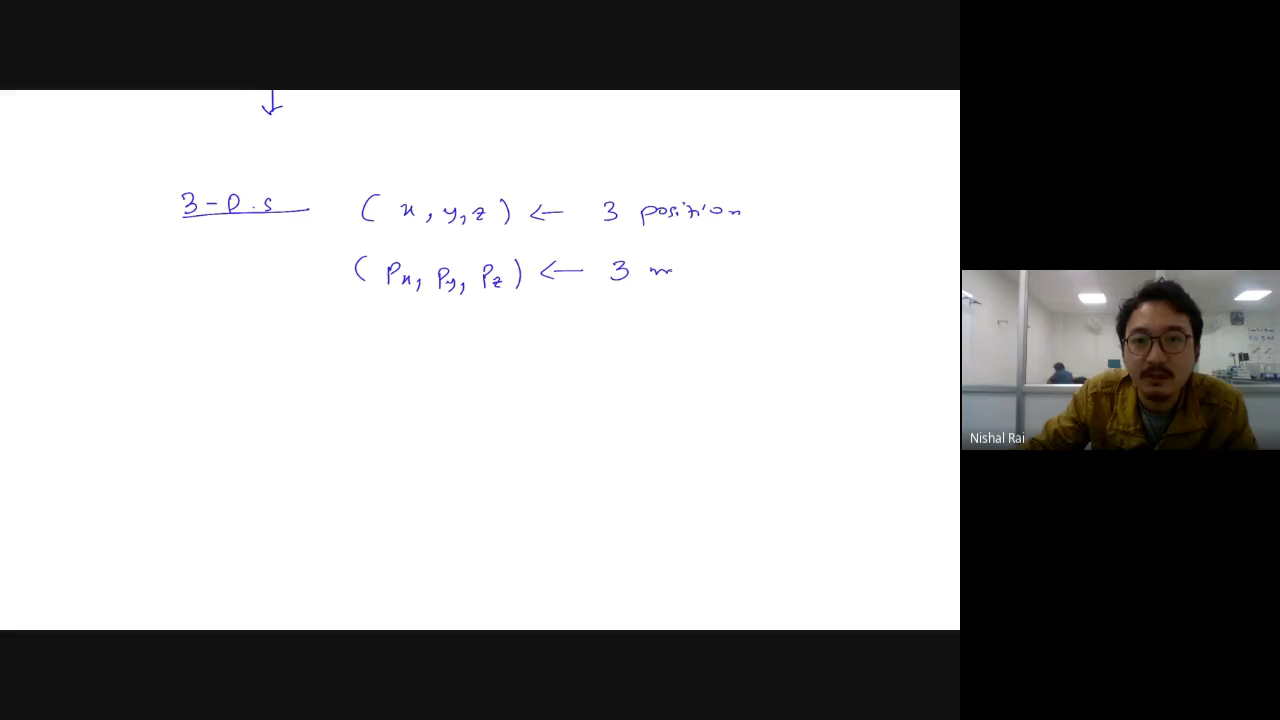 3-D.s (x, y, z) ← 3 position
(Px, Py, Pz) ← 3 m
Nishal Rai